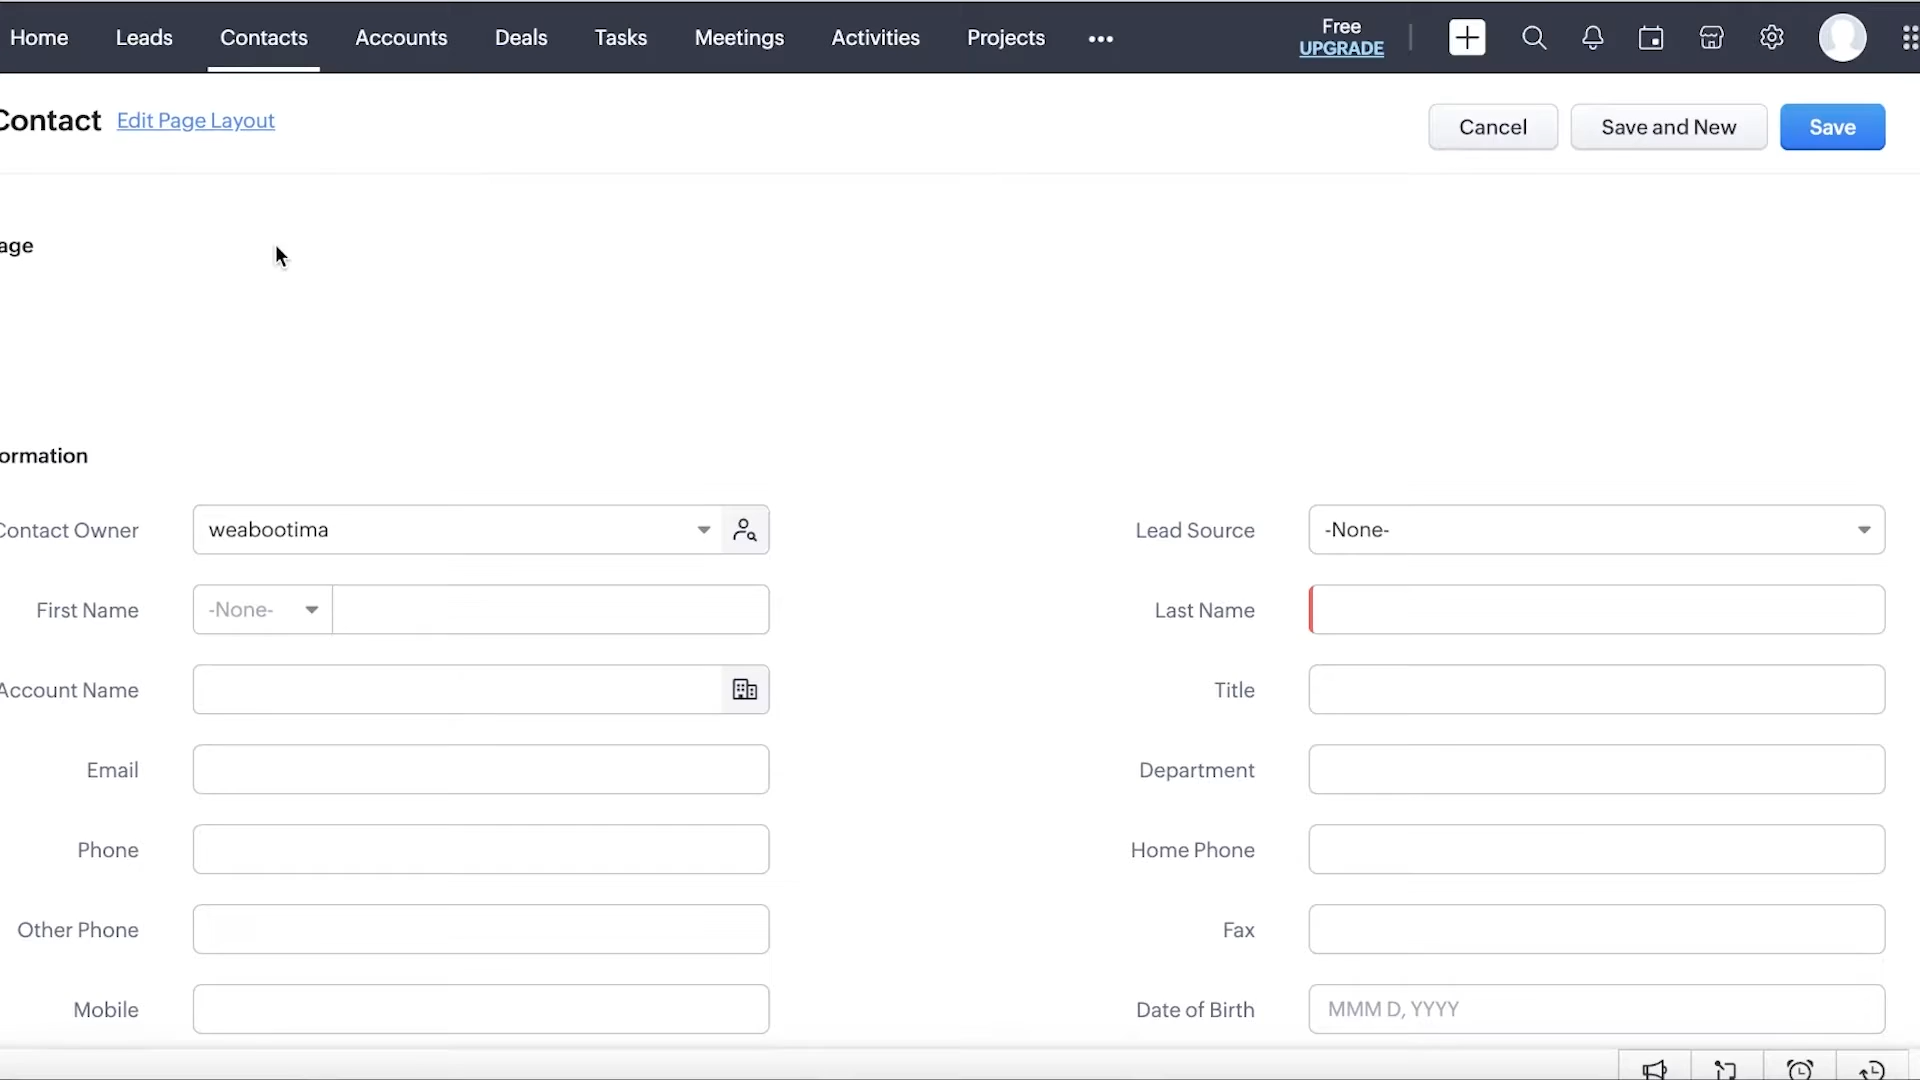 Home Leads Contacts Accounts Deals Tasks Meetings Activities Projects ••• Free
UPGRADE
Contact Edit Page Layout Cancel Save and New Save
age
ormation
Contact Owner weabootima Lead Source -None-
First Name -None- Last Name
Account Name Title
Email Department
Phone Home Phone
Other Phone Fax
Mobile Date of Birth MMM D, YYYY